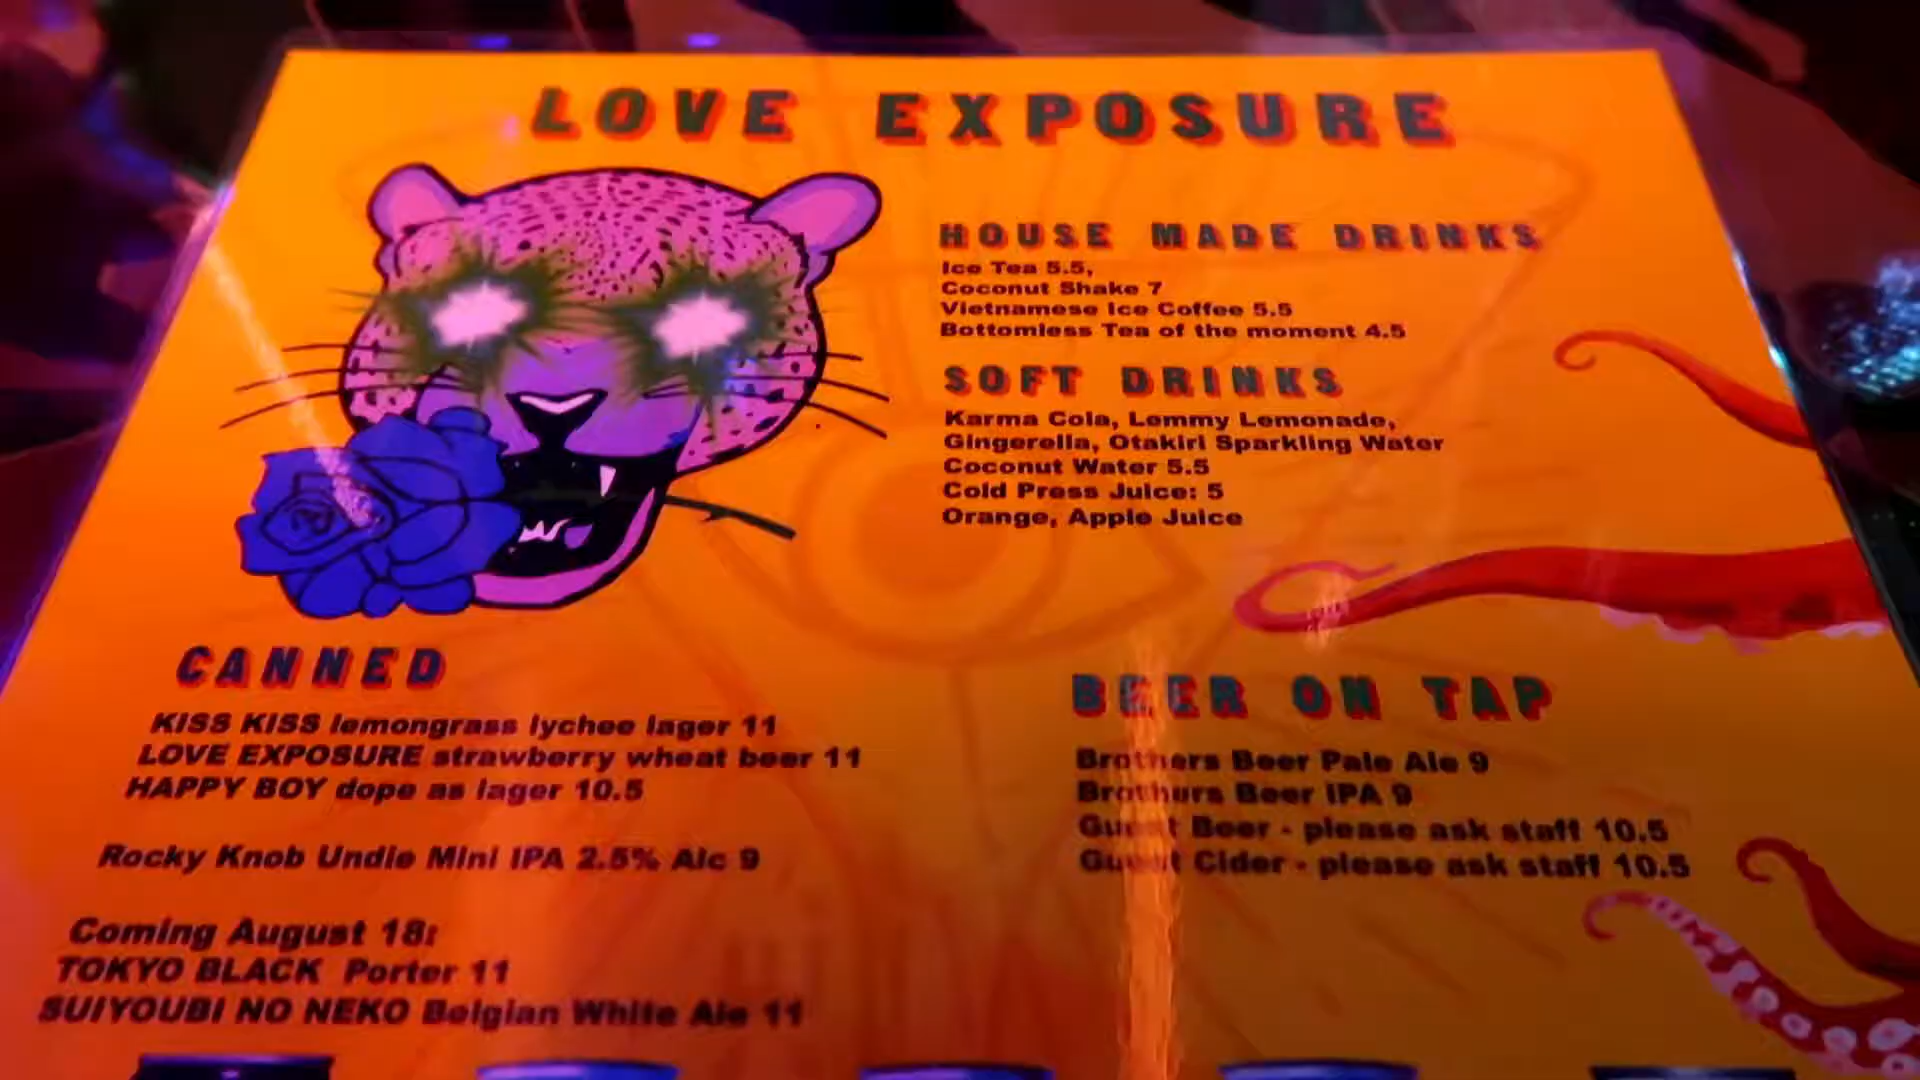 LOVE EXPOSURE
HOUSE MADE DRINKS
Ice Tea 5.5,
Coconut Shake 7
Vietnamese Ice Coffee 5.5
Bottomless Tea of the moment 4.5
SOFT DRINKS
Karma Cola, Lemmy Lemonade,
Gingerella, Otakiri Sparkling Water
Coconut Water 5.5
Cold Press Juice: 5
Orange, Apple Juice
CANNED
KISS KISS lemongrass lychee lager 11
LOVE EXPOSURE strawberry wheat beer 11
HAPPY BOY dope as lager 10.5
Rocky Knob Undie Mini IPA 2.5% Alc 9
Coming August 18:
TOKYO BLACK Porter 11
SUIYOUBI NO NEKO Belgian White Ale 11
BEER ON TAP
Brothers Beer Pale Ale 9
Brothurs Beer IPA 9
Guest Beer - please ask staff 10.5
Guest Cider - please ask staff 10.5